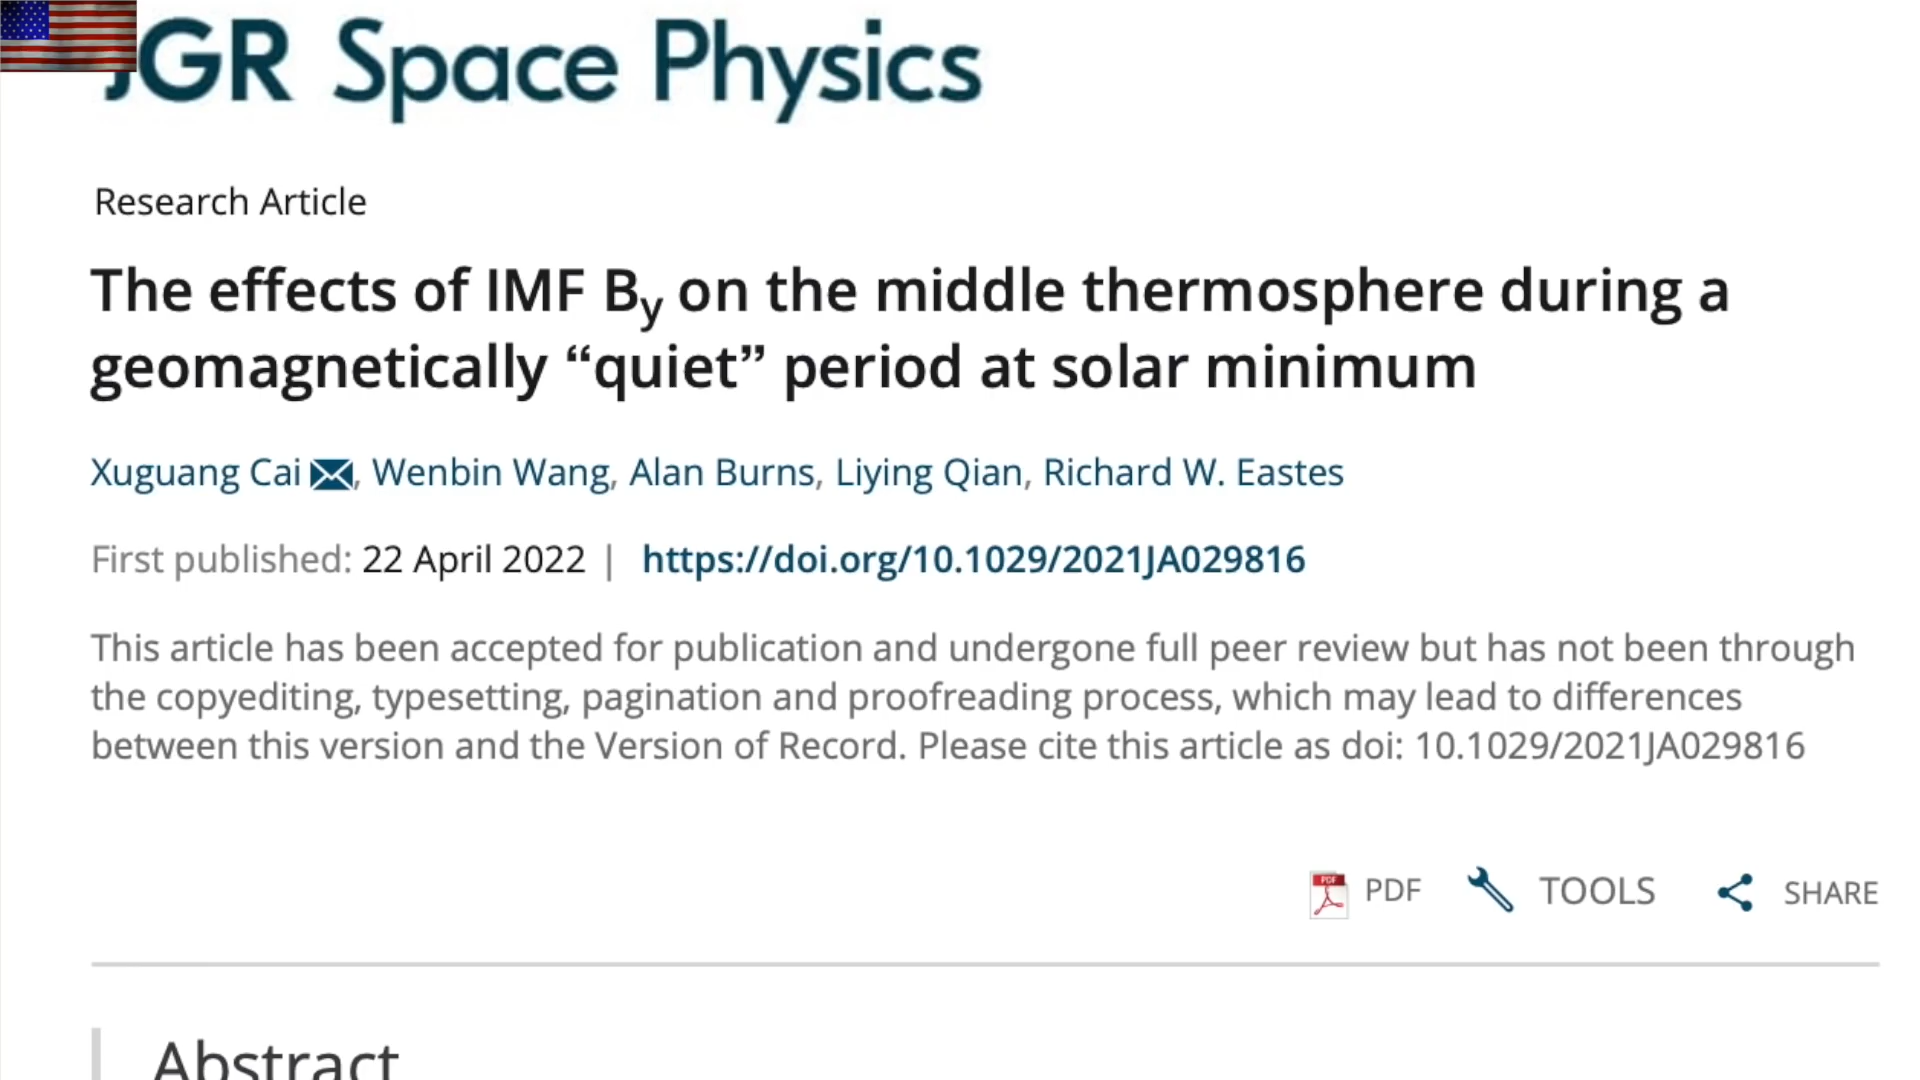 JGR Space Physics
Research Article
The effects of IMF By on the middle thermosphere during a
geomagnetically “quiet” period at solar minimum
Xuguang Cai, Wenbin Wang, Alan Burns, Liying Qian, Richard W. Eastes
First published: 22 April 2022 | https://doi.org/10.1029/2021JA029816
This article has been accepted for publication and undergone full peer review but has not been through
the copyediting, typesetting, pagination and proofreading process, which may lead to differences
between this version and the Version of Record. Please cite this article as doi: 10.1029/2021JA029816
PDF PDF TOOLS SHARE
Abstract